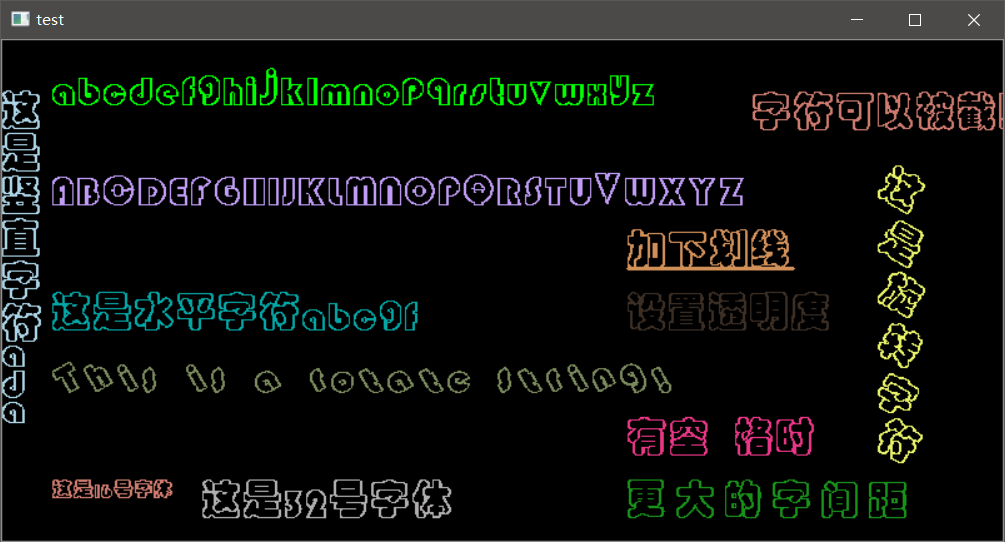 test
abcdefghijklmnopqrstuvwxyz
字符可以被截
这是竖直字符ada
ABCDEFGHIJKLMNOPQRSTUVWXYZ
这是旋转字符
加下划线
这是水平字符abcgf
设置透明度
This is a rotate string!
有空 格时
这是16号字体
这是32号字体
更大的字间距